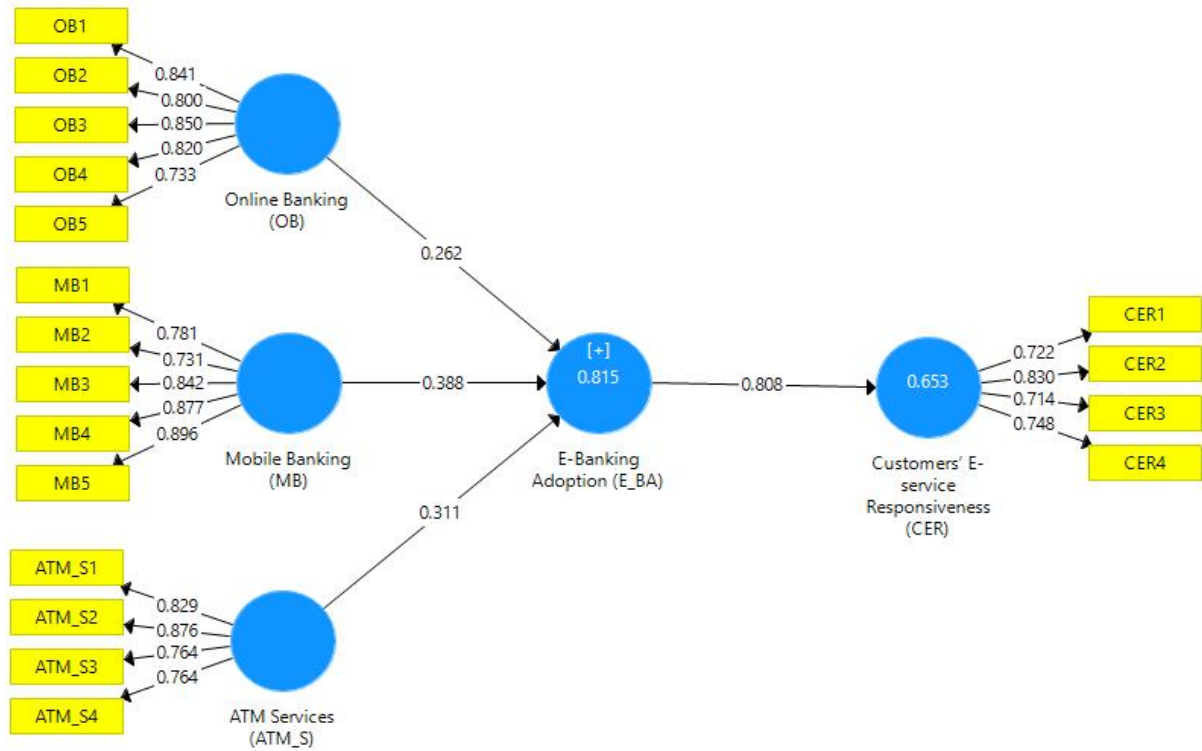 OB1
OB2
OB3
OB4
OB5
0.841
0.800
0.850
0.820
0.733
Online Banking
(OB)
0.262
MB1
MB2
MB3
MB4
MB5
0.781
0.731
0.842
0.877
0.896
Mobile Banking
(MB)
0.388
ATM_S1
ATM_S2
ATM_S3
ATM_S4
0.829
0.876
0.764
0.764
ATM Services
(ATM_S)
0.311
[+]
0.815
E-Banking
Adoption (E_BA)
0.808
0.653
Customers' E-
service
Responsiveness
(CER)
0.722
0.830
0.714
0.748
CER1
CER2
CER3
CER4